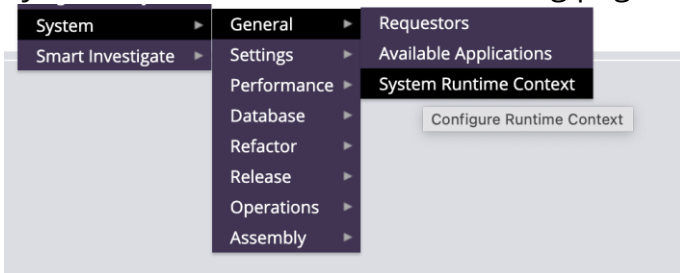 System
Smart Investigate
General
Settings
Performance
Database
Refactor
Release
Operations
Assembly
Requestors
Available Applications
System Runtime Context
Configure Runtime Context